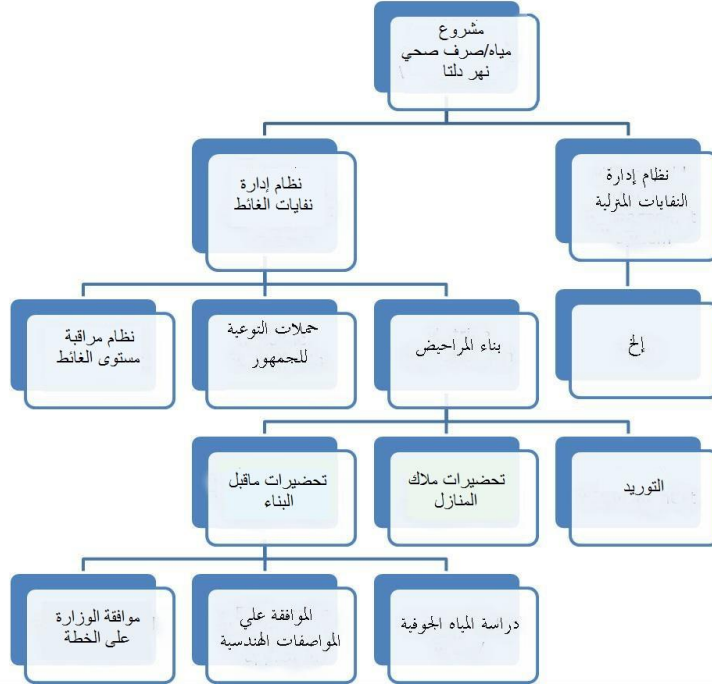 مشروع
مياه/صرف صحي
نهر دلتا
نظام إدارة
النفايات المنزلية
نظام إدارة
نفايات الغائط
إلخ
بناء المراحيض
حملات التوعية
للجمهور
نظام مراقبة
مستوى الغائط
التوريد
تحضيرات ملاك
المنازل
تحضيرات ماقبل
البناء
دراسة المياه الجوفية
الموافقة علي
المواصفات الهندسية
موافقة الوزارة
على الخطة